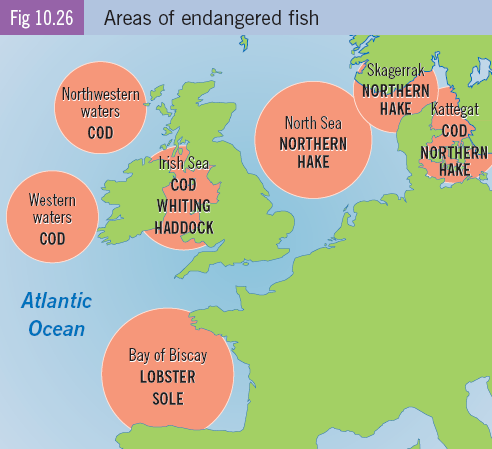 Fig 10.26 Areas of endangered fish
Northwestern
waters
COD
Skagerrak
NORTHERN
HAKE
Kattegat
COD
NORTHERN
HAKE
North Sea
NORTHERN
HAKE
Irish Sea
COD
WHITING
HADDOCK
Western
waters
COD
Atlantic
Ocean
Bay of Biscay
LOBSTER
SOLE